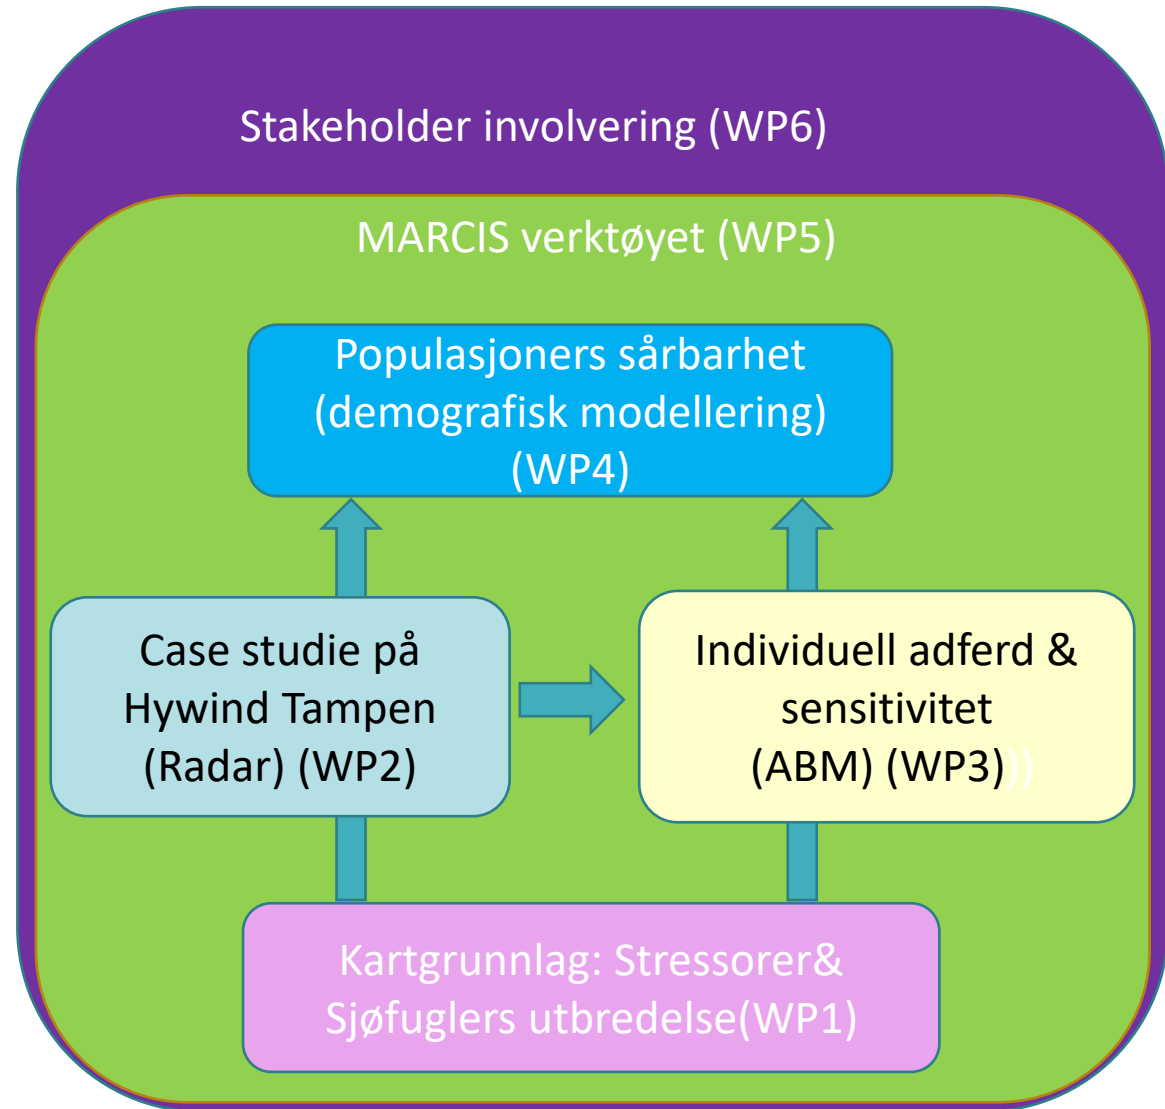 Stakeholder involvering (WP6)
MARCIS verktøyet (WP5)
Populasjoners sårbarhet
(demografisk modellering)
(WP4)
Case studie på
Hywind Tampen
(Radar) (WP2)
Individuell adferd &
sensitivitet
(ABM) (WP3)))
Kartgrunnlag: Stressorer&
Sjøfuglers utbredelse(WP1)